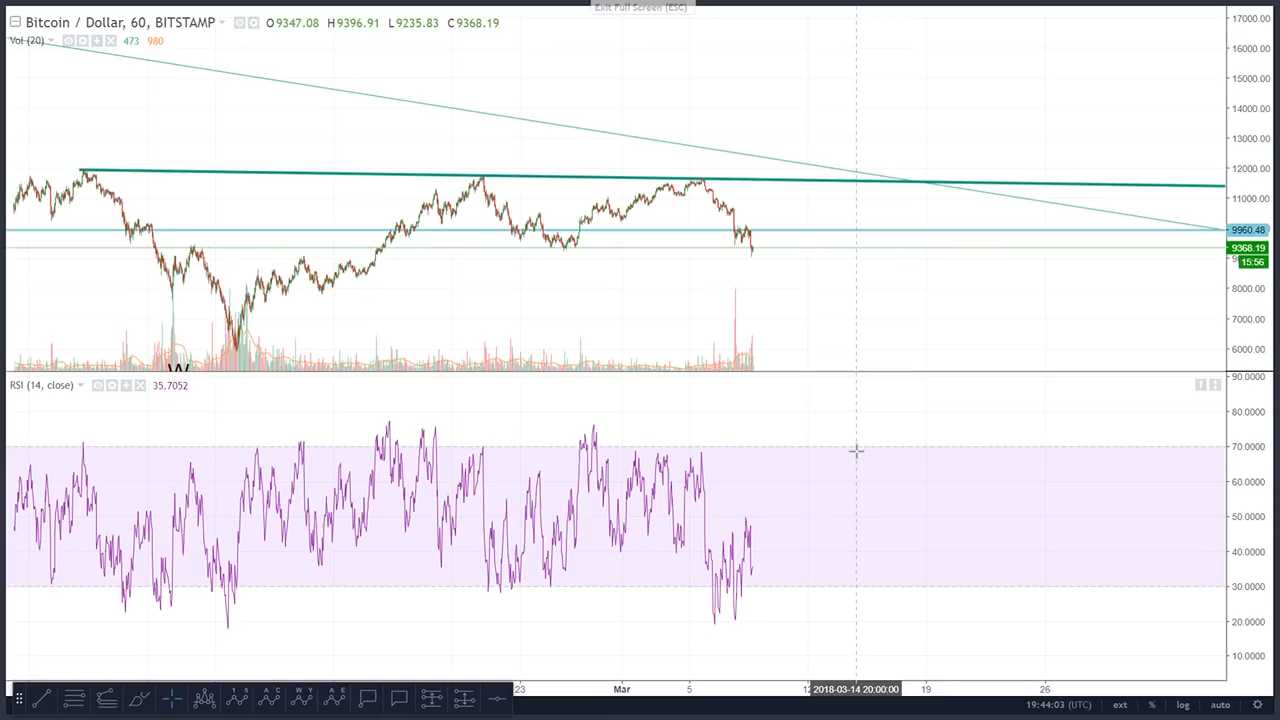 Exit Full Screen (ESC)
Bitcoin / Dollar, 60, BITSTAMP O9347.08 H9396.91 L9235.83 C9368.19
Vol (20) 473 980
17000.00
16000.00
15000.00
14000.00
13000.00
12000.00
11000.00
9960.48
9368.19
15:56
8000.00
7000.00
6000.00
W
RSI (14, close) 35.7052
90.0000
80.0000
70.0000
60.0000
50.0000
40.0000
30.0000
20.0000
10.0000
23 Mar 5 12 2018-03-14 20:00:00 19 26
1 5 A C W Y A E
19:44:03 (UTC) ext % log auto